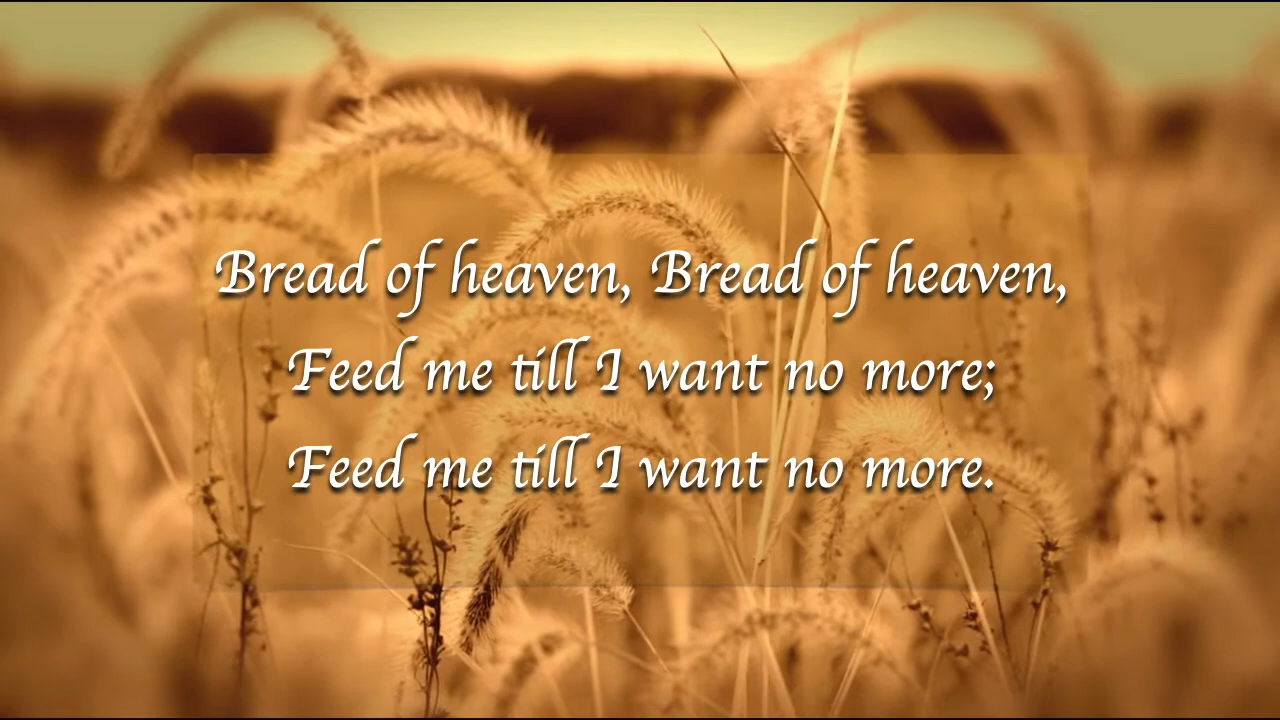 Bread of heaven, Bread of heaven,
Feed me till I want no more;
Feed me till I want no more.